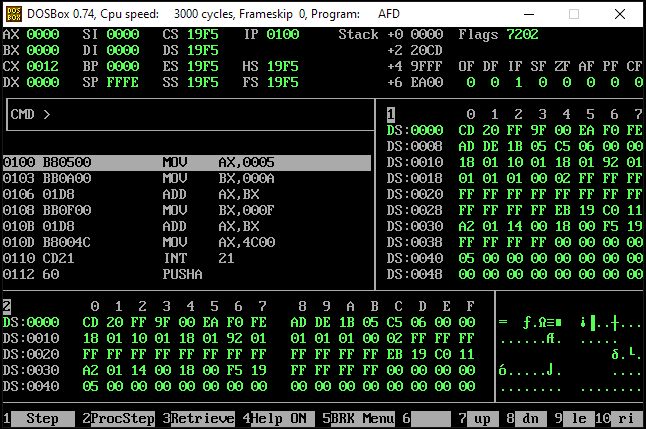 DOSBox 0.74, Cpu speed: 3000 cycles, Frameskip 0, Program: AFD
AX 0000 SI 0000 CS 19F5 IP 0100 Stack +0 0000 Flags 7202
BX 0000 DI 0000 DS 19F5 +2 20CD
CX 0012 BP 0000 ES 19F5 HS 19F5 +4 9FFF OF DF IF SF ZF AF PF CF
DX 0000 SP FFFE SS 19F5 FS 19F5 +6 EA00 0 0 1 0 0 0 0 0
CMD >
0100 B80500 MOV AX,0005
0103 BB0A00 MOV BX,000A
0106 01D8 ADD AX,BX
0108 BB0F00 MOV BX,000F
010B 01D8 ADD AX,BX
010D B8004C MOV AX,4C00
0110 CD21 INT 21
0112 60 PUSHA
1 0 1 2 3 4 5 6 7
DS:0000 CD 20 FF 9F 00 EA F0 FE
DS:0008 AD DE 1B 05 C5 06 00 00
DS:0010 18 01 10 01 18 01 92 01
DS:0018 01 01 01 00 02 FF FF FF
DS:0020 FF FF FF FF FF FF FF FF
DS:0028 FF FF FF FF EB 19 C0 11
DS:0030 A2 01 14 00 18 00 F5 19
DS:0038 FF FF FF FF 00 00 00 00
DS:0040 05 00 00 00 00 00 00 00
DS:0048 00 00 00 00 00 00 00 00
2 0 1 2 3 4 5 6 7 8 9 A B C D E F
DS:0000 CD 20 FF 9F 00 EA F0 FE AD DE 1B 05 C5 06 00 00
DS:0010 18 01 10 01 18 01 92 01 01 01 01 00 02 FF FF FF
DS:0020 FF FF FF FF FF FF FF FF FF FF FF FF EB 19 C0 11
DS:0030 A2 01 14 00 18 00 F5 19 FF FF FF FF 00 00 00 00
DS:0040 05 00 00 00 00 00 00 00 00 00 00 00 00 00 00 00
═ ƒ.Ω≡■ ¡▐..┼...
......Æ.........
δ.└.
ó.....⌡. ....
........ ........
1 Step 2ProcStep 3Retrieve 4Help ON 5BRK Menu 6 7 up 8 dn 9 le 10 ri